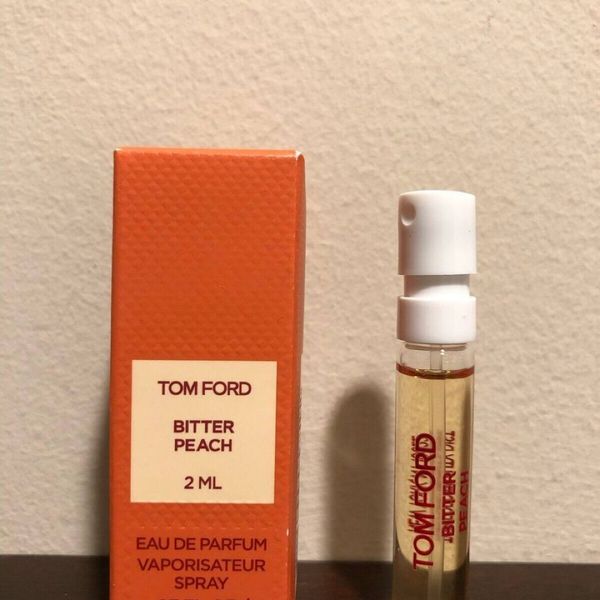 TOM FORD
BITTER
PEACH
2 ML
EAU DE PARFUM
VAPORISATEUR
SPRAY
TOM FORD
BITTER
PEACH